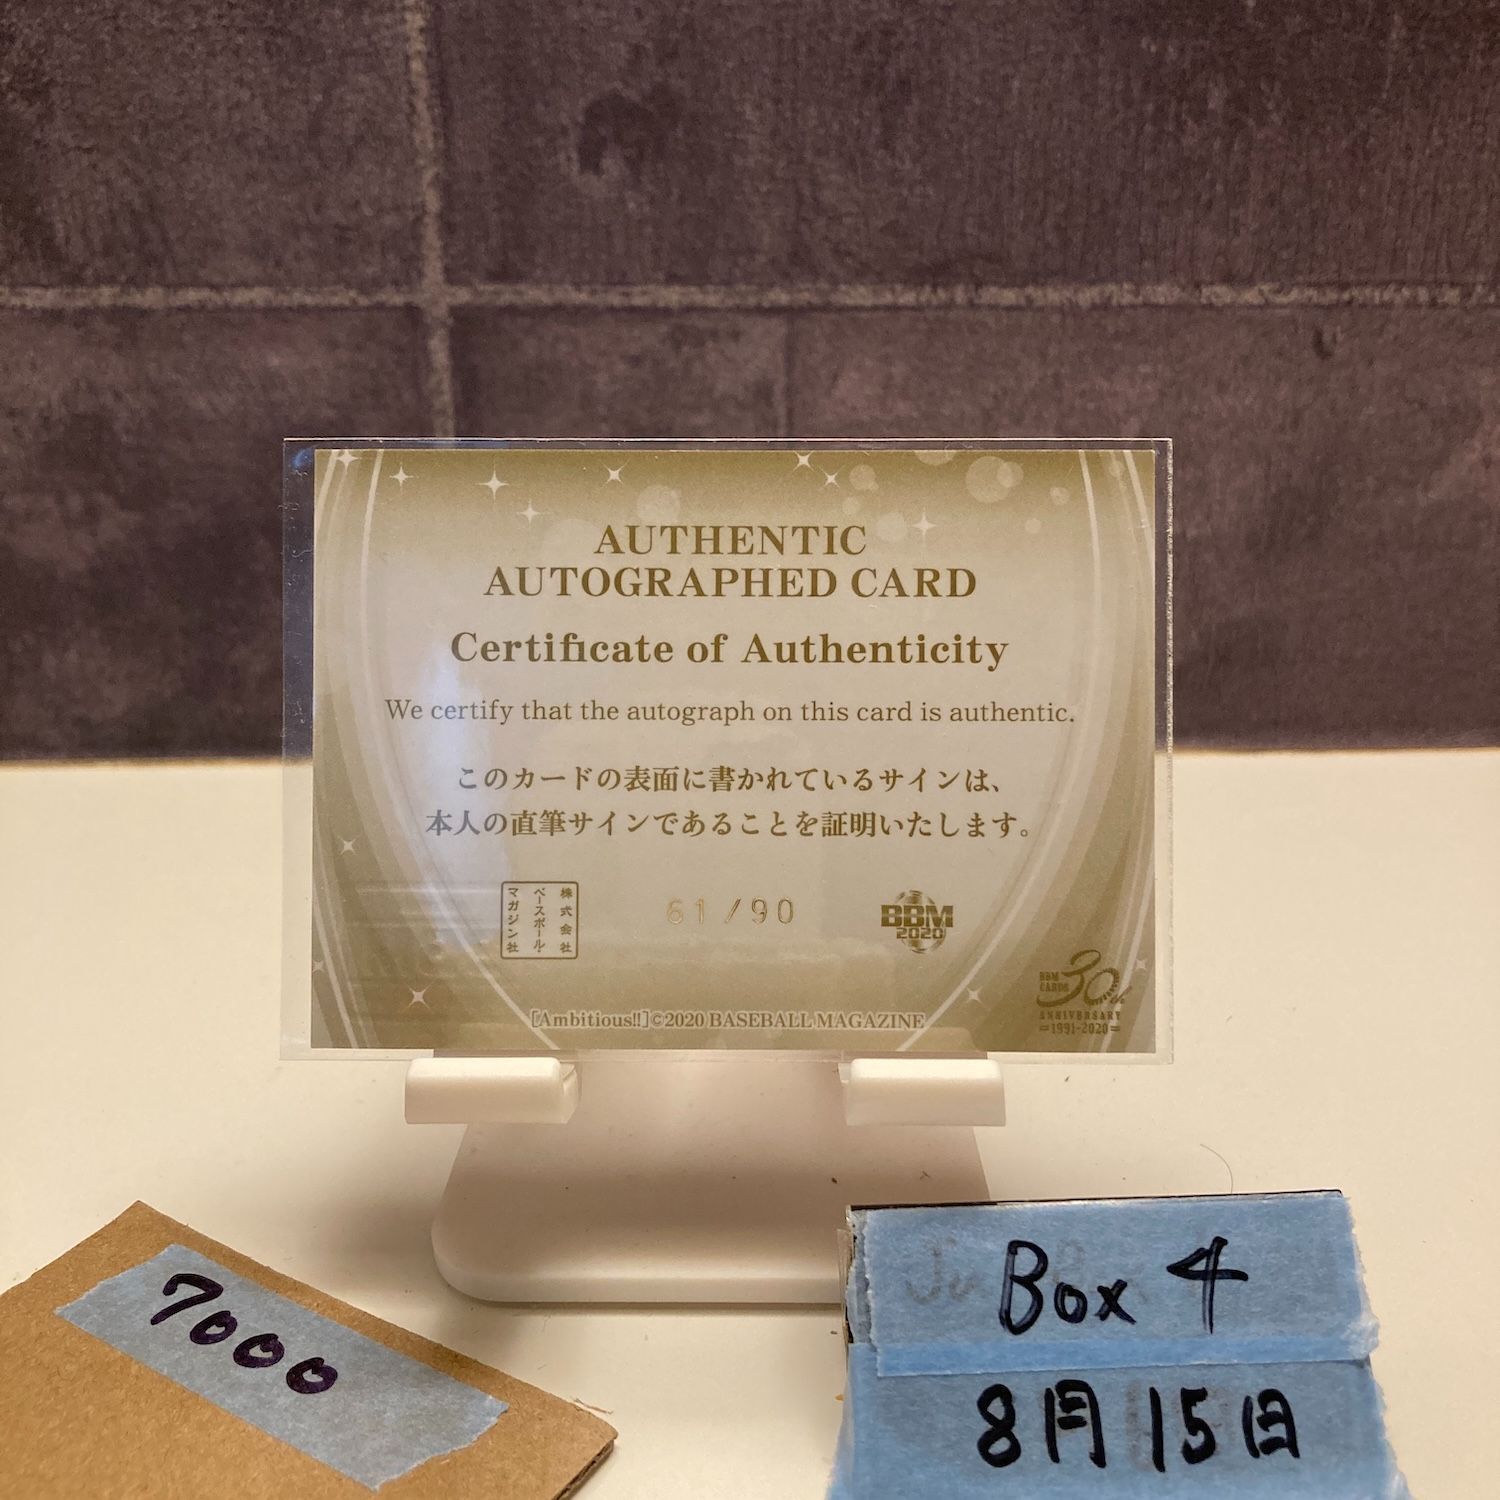 AUTHENTIC
AUTOGRAPHED CARD
Certificate of Authenticity
We certify that the autograph on this card is authentic.
このカードの表面に書かれているサインは、
本人の直筆サインであることを証明いたします。
株式会社
ベースボール・
マガジン社
61/90
BBM
2020
BBM
CARDS
30th
ANNIVERSARY
=1991-2020=
[Ambitious!!]©2020 BASEBALL MAGAZINE
7000
Box 4
8月15日